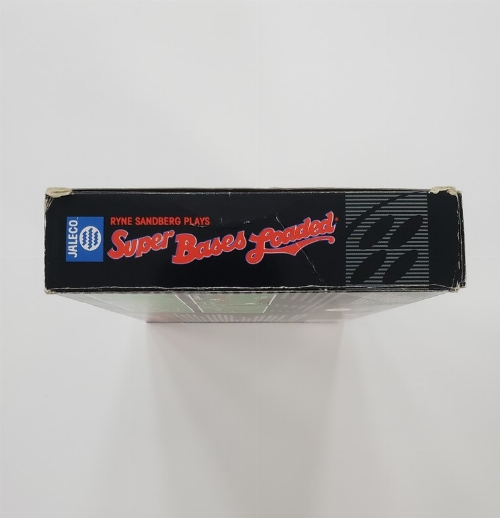 JALECO
RYNE SANDBERG PLAYS
Super Bases Loaded